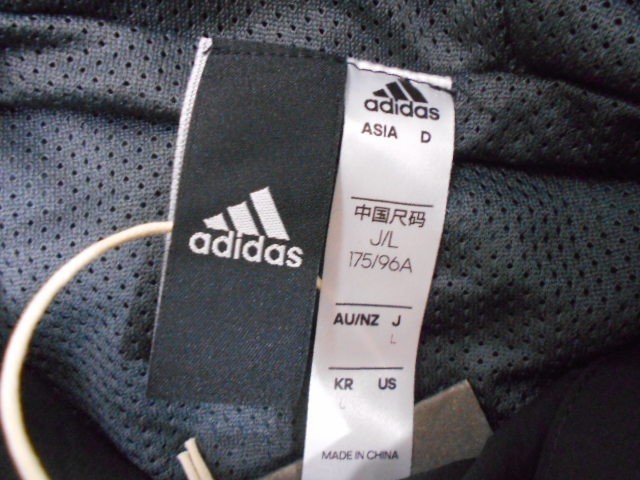 adidas
adidas
ASIA D
中国尺码
J/L
175/96A
AU/NZ J
L
KR US
L
MADE IN CHINA